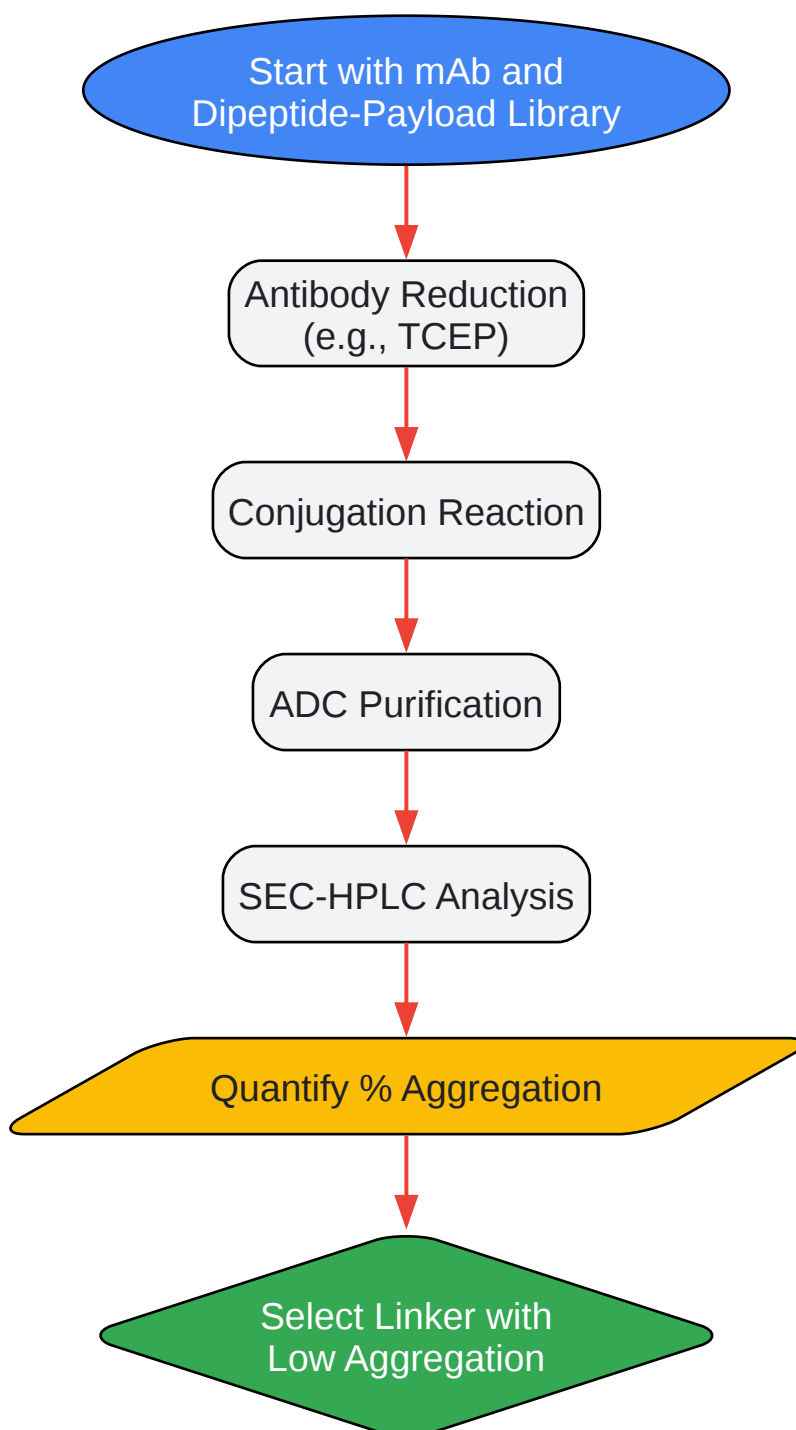 Start with mAb and
Dipeptide-Payload Library
Antibody Reduction
(e.g., TCEP)
Conjugation Reaction
ADC Purification
SEC-HPLC Analysis
Quantify % Aggregation
Select Linker with
Low Aggregation